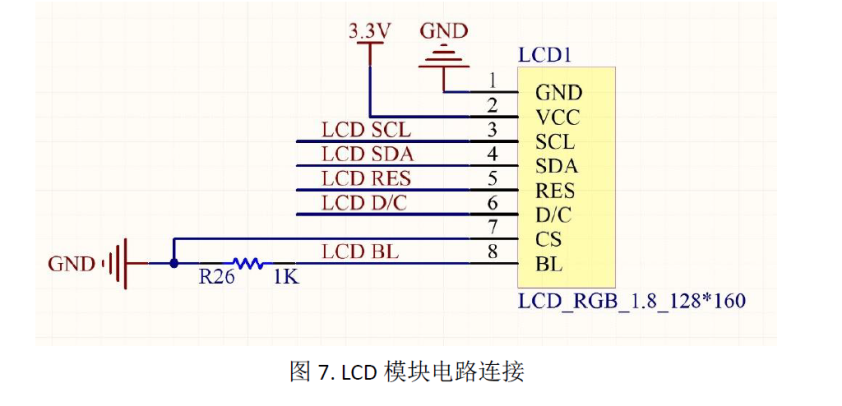 3.3V GND
LCD1
1 GND
2 VCC
LCD SCL 3 SCL
LCD SDA 4 SDA
LCD RES 5 RES
LCD D/C 6 D/C
7 CS
GND R26 1K LCD BL 8 BL
LCD_RGB_1.8_128*160
图 7. LCD 模块电路连接